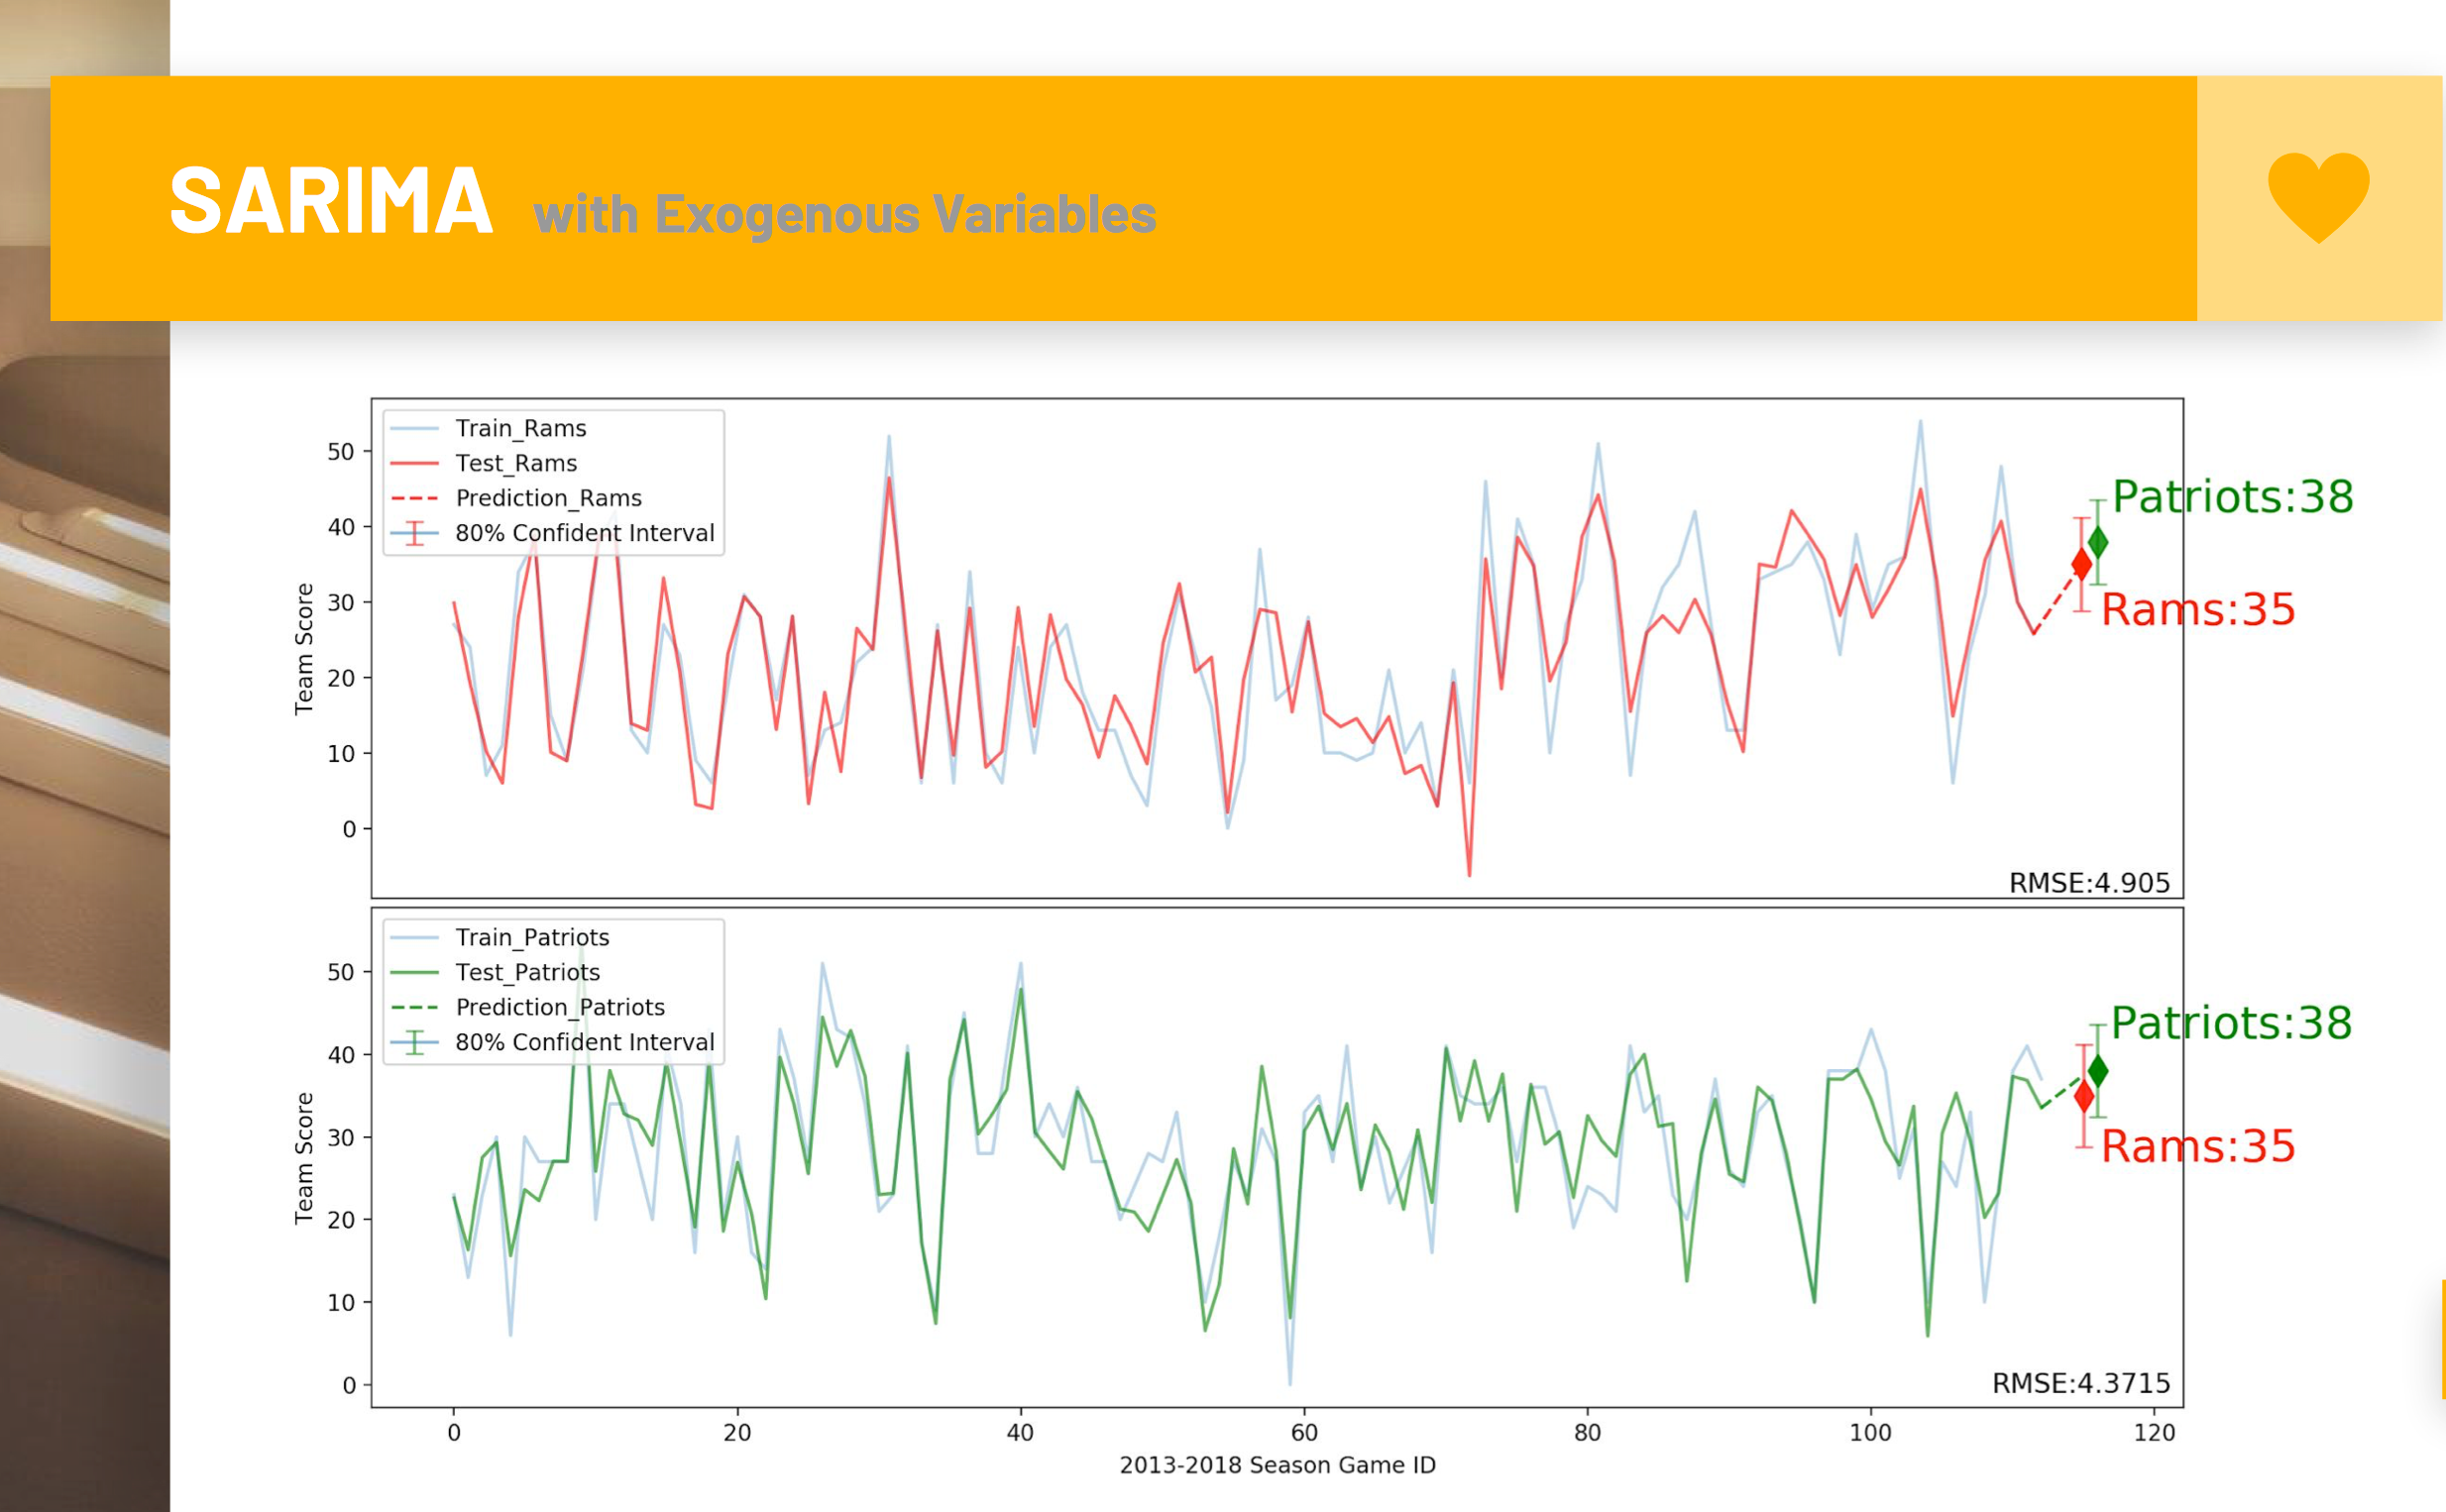 SARIMA with Exogenous Variables
Train_Rams
Test_Rams
Prediction_Rams
80% Confident Interval
50
40
30
20
10
0
Team Score
Patriots:38
Rams:35
RMSE:4.905
Train_Patriots
Test_Patriots
Prediction_Patriots
80% Confident Interval
50
40
30
20
10
0
Team Score
Patriots:38
Rams:35
RMSE:4.3715
0 20 40 60 80 100 120
2013-2018 Season Game ID